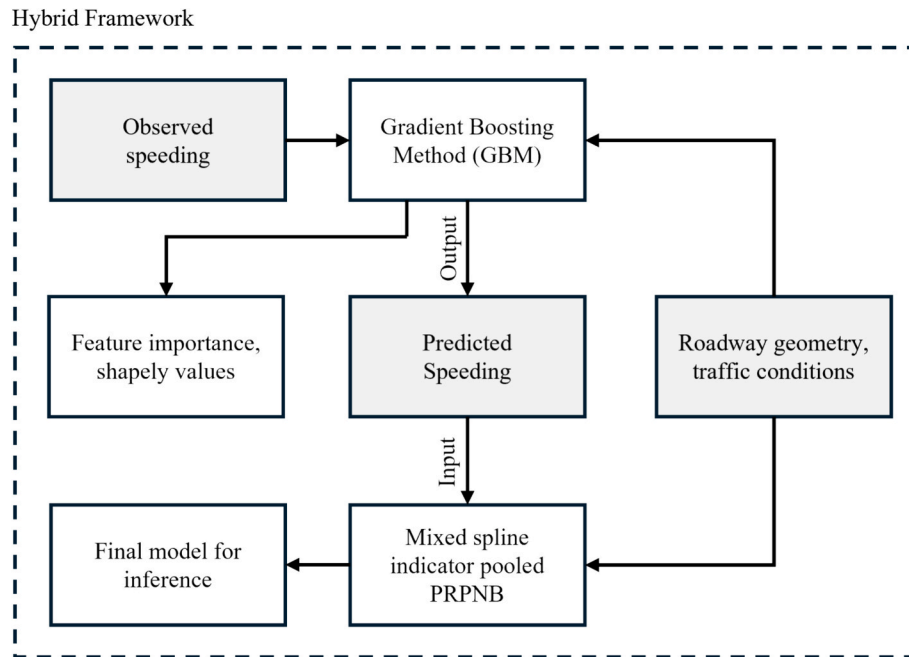 Hybrid Framework
Observed
speeding
Gradient Boosting
Method (GBM)
Output
Feature importance,
shapely values
Predicted
Speeding
Roadway geometry,
traffic conditions
Input
Final model for
inference
Mixed spline
indicator pooled
PRPNB